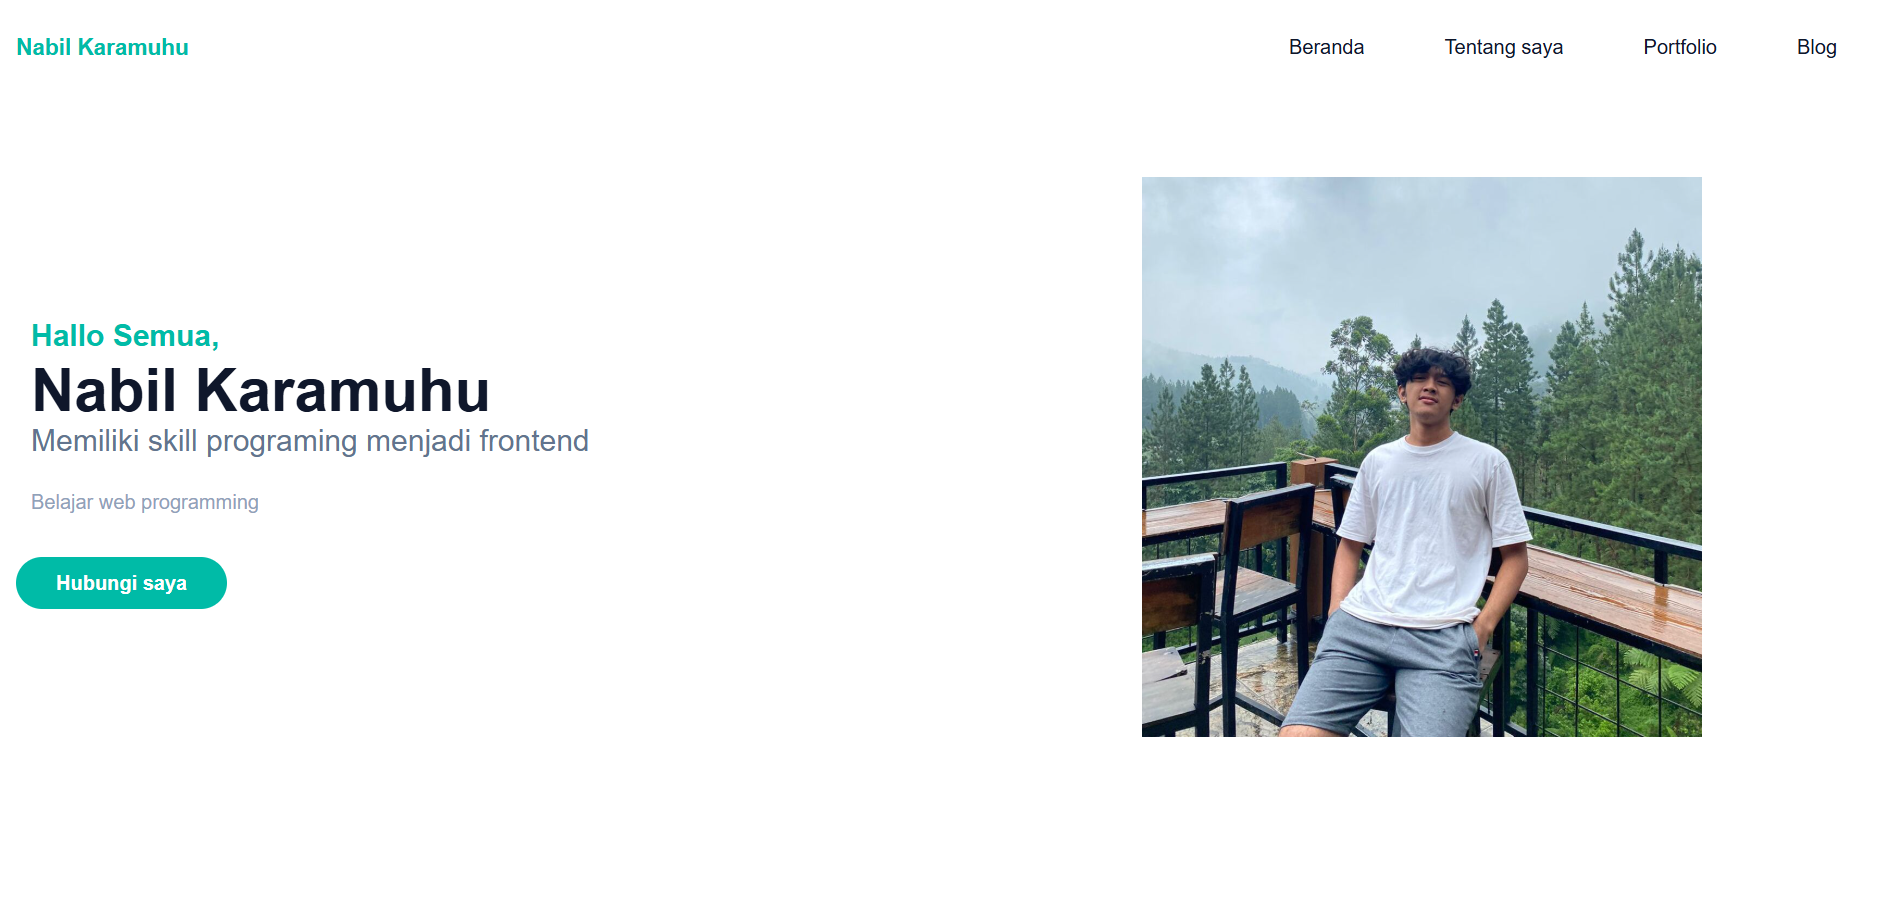 Nabil Karamuhu
Beranda Tentang saya Portfolio Blog
Hallo Semua,
Nabil Karamuhu
Memiliki skill programing menjadi frontend
Belajar web programming
Hubungi saya